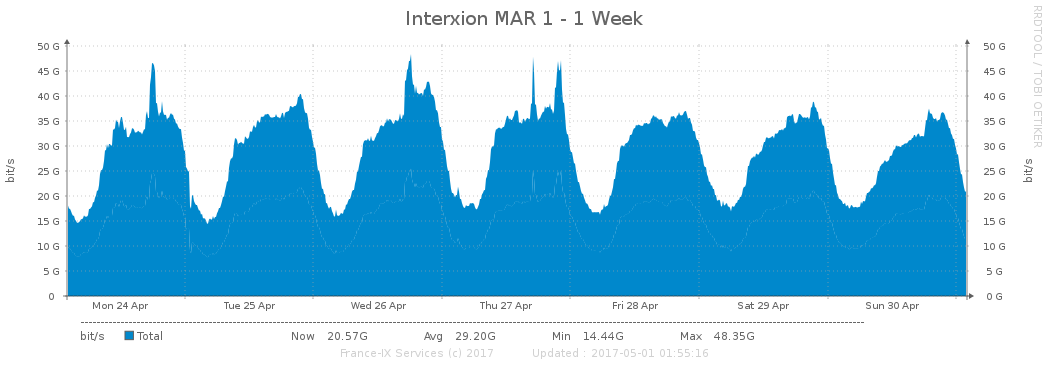 Interxion MAR 1 - 1 Week
RRDTOOL / TOBI OETIKER
bit/s
50 G 50 G
45 G 45 G
40 G 40 G
35 G 35 G
30 G 30 G
25 G 25 G
20 G 20 G
15 G 15 G
10 G 10 G
5 G 5 G
0 0 G
bit/s
Mon 24 Apr Tue 25 Apr Wed 26 Apr Thu 27 Apr Fri 28 Apr Sat 29 Apr Sun 30 Apr
bit/s Total Now 20.57G Avg 29.20G Min 14.44G Max 48.35G
France-IX Services (c) 2017 Updated : 2017-05-01 01:55:16